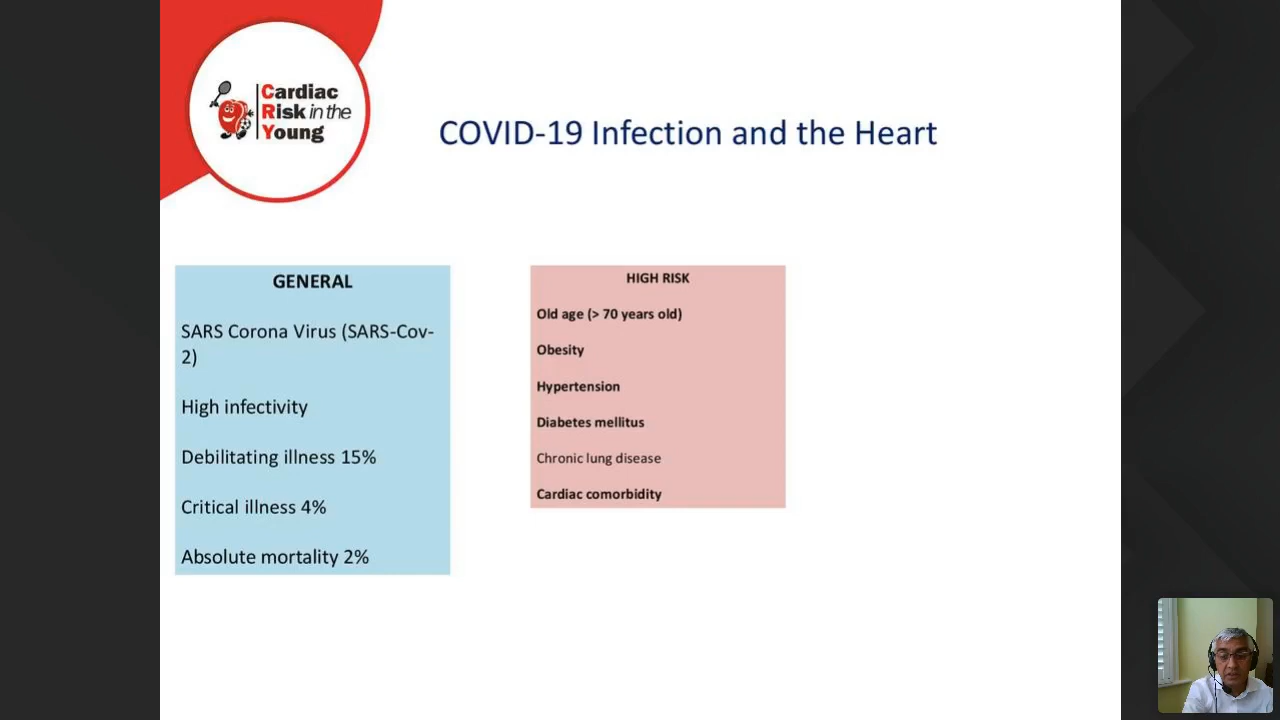 Cardiac
Risk in the
Young
COVID-19 Infection and the Heart
GENERAL
SARS Corona Virus (SARS-Cov-
2)
High infectivity
Debilitating illness 15%
Critical illness 4%
Absolute mortality 2%
HIGH RISK
Old age (> 70 years old)
Obesity
Hypertension
Diabetes mellitus
Chronic lung disease
Cardiac comorbidity